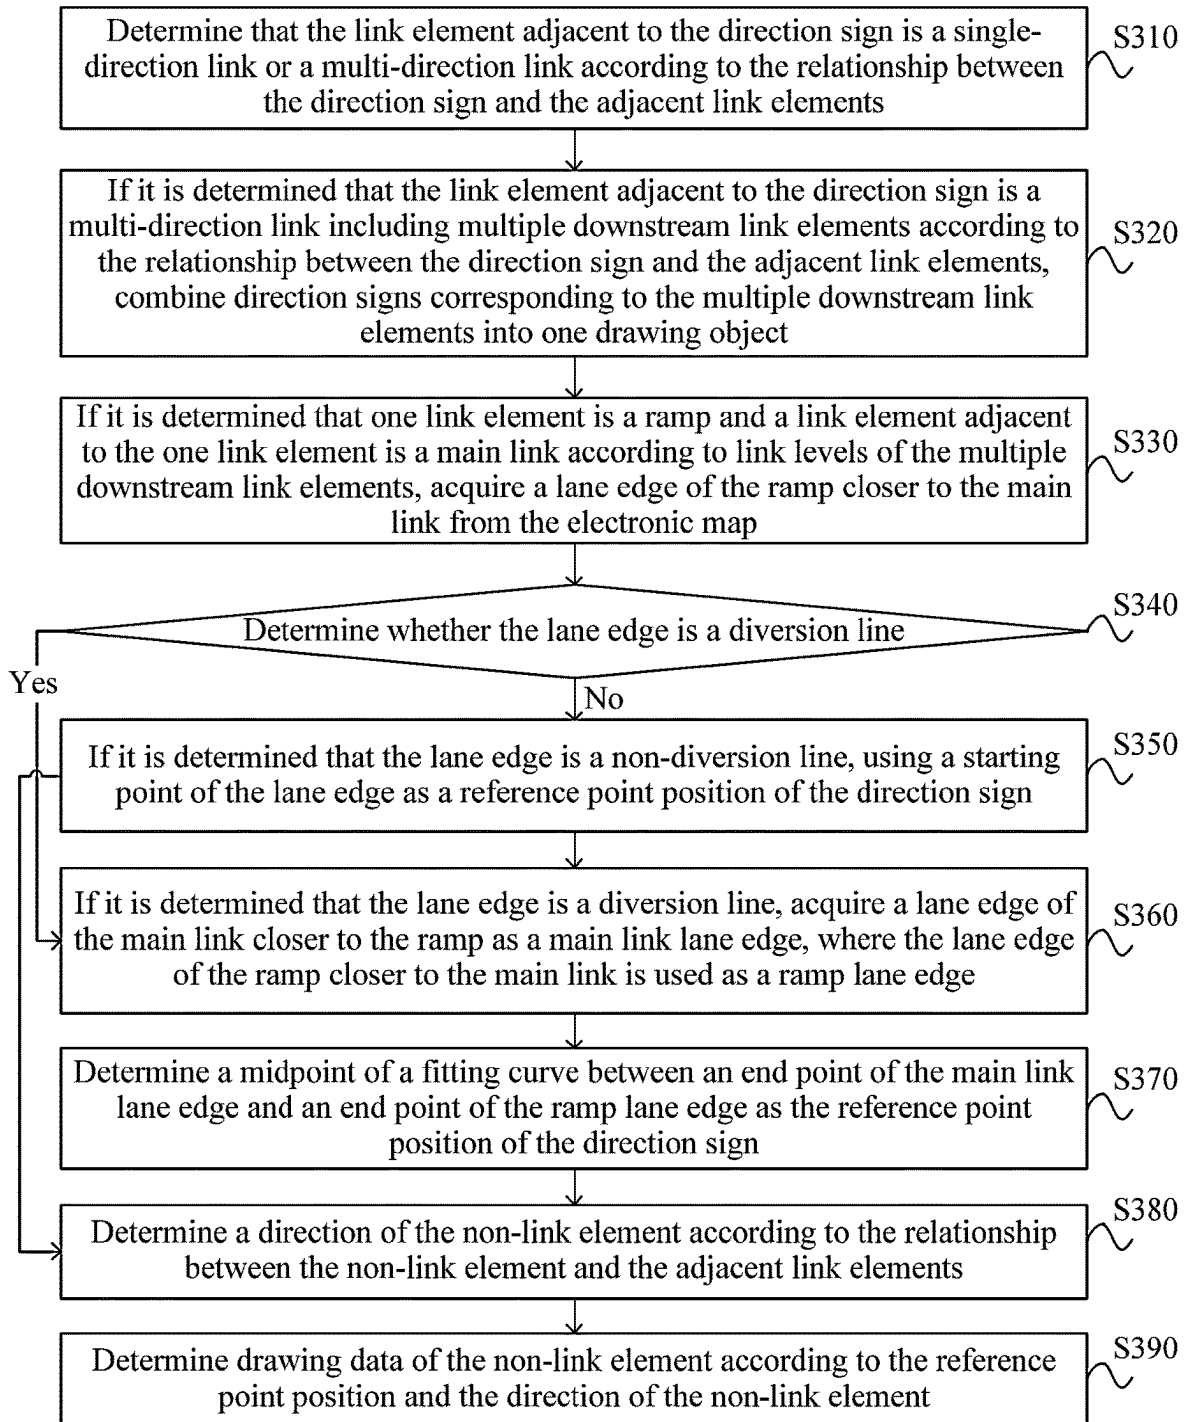 Determine that the link element adjacent to the direction sign is a single-
direction link or a multi-direction link according to the relationship between
the direction sign and the adjacent link elements
S310
If it is determined that the link element adjacent to the direction sign is a
multi-direction link including multiple downstream link elements according to
the relationship between the direction sign and the adjacent link elements,
combine direction signs corresponding to the multiple downstream link
elements into one drawing object
S320
If it is determined that one link element is a ramp and a link element adjacent
to the one link element is a main link according to link levels of the multiple
downstream link elements, acquire a lane edge of the ramp closer to the main
link from the electronic map
S330
Determine whether the lane edge is a diversion line
S340
Yes
No
If it is determined that the lane edge is a non-diversion line, using a starting
point of the lane edge as a reference point position of the direction sign
S350
If it is determined that the lane edge is a diversion line, acquire a lane edge of
the main link closer to the ramp as a main link lane edge, where the lane edge
of the ramp closer to the main link is used as a ramp lane edge
S360
Determine a midpoint of a fitting curve between an end point of the main link
lane edge and an end point of the ramp lane edge as the reference point
position of the direction sign
S370
Determine a direction of the non-link element according to the relationship
between the non-link element and the adjacent link elements
S380
Determine drawing data of the non-link element according to the reference
point position and the direction of the non-link element
S390